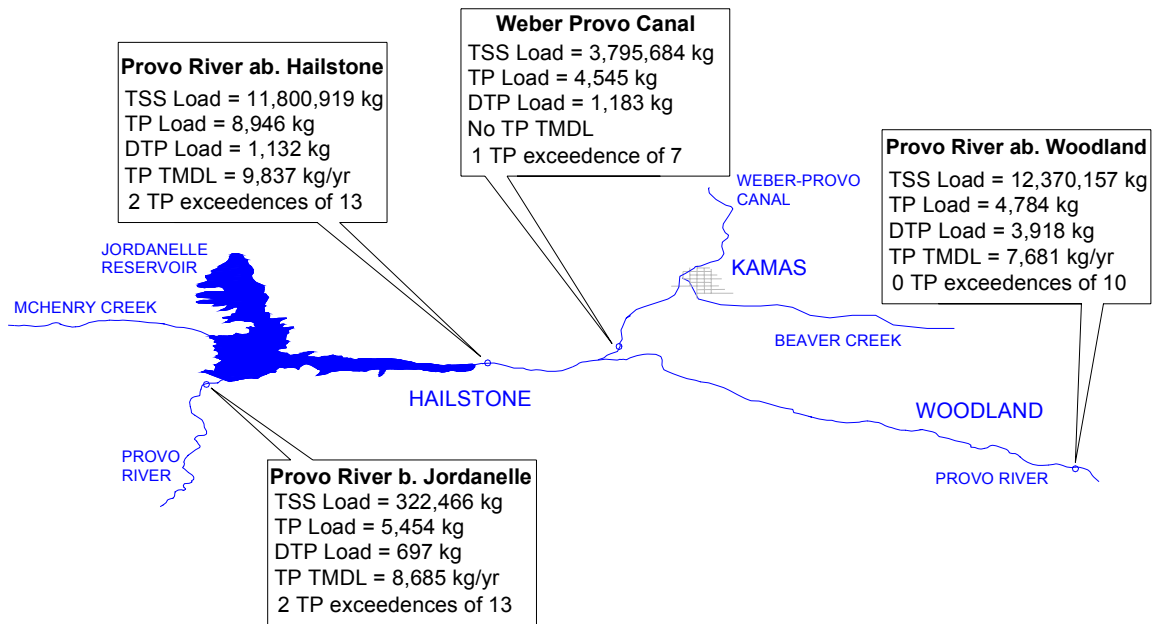 Weber Provo Canal
TSS Load = 3,795,684 kg
TP Load = 4,545 kg
DTP Load = 1,183 kg
No TP TMDL
1 TP exceedence of 7
Provo River ab. Hailstone
TSS Load = 11,800,919 kg
TP Load = 8,946 kg
DTP Load = 1,132 kg
TP TMDL = 9,837 kg/yr
2 TP exceedences of 13
Provo River ab. Woodland
TSS Load = 12,370,157 kg
TP Load = 4,784 kg
DTP Load = 3,918 kg
TP TMDL = 7,681 kg/yr
0 TP exceedences of 10
WEBER-PROVO
CANAL
JORDANELLE
RESERVOIR
KAMAS
MCHENRY CREEK
BEAVER CREEK
HAILSTONE
WOODLAND
PROVO
RIVER
PROVO RIVER
Provo River b. Jordanelle
TSS Load = 322,466 kg
TP Load = 5,454 kg
DTP Load = 697 kg
TP TMDL = 8,685 kg/yr
2 TP exceedences of 13